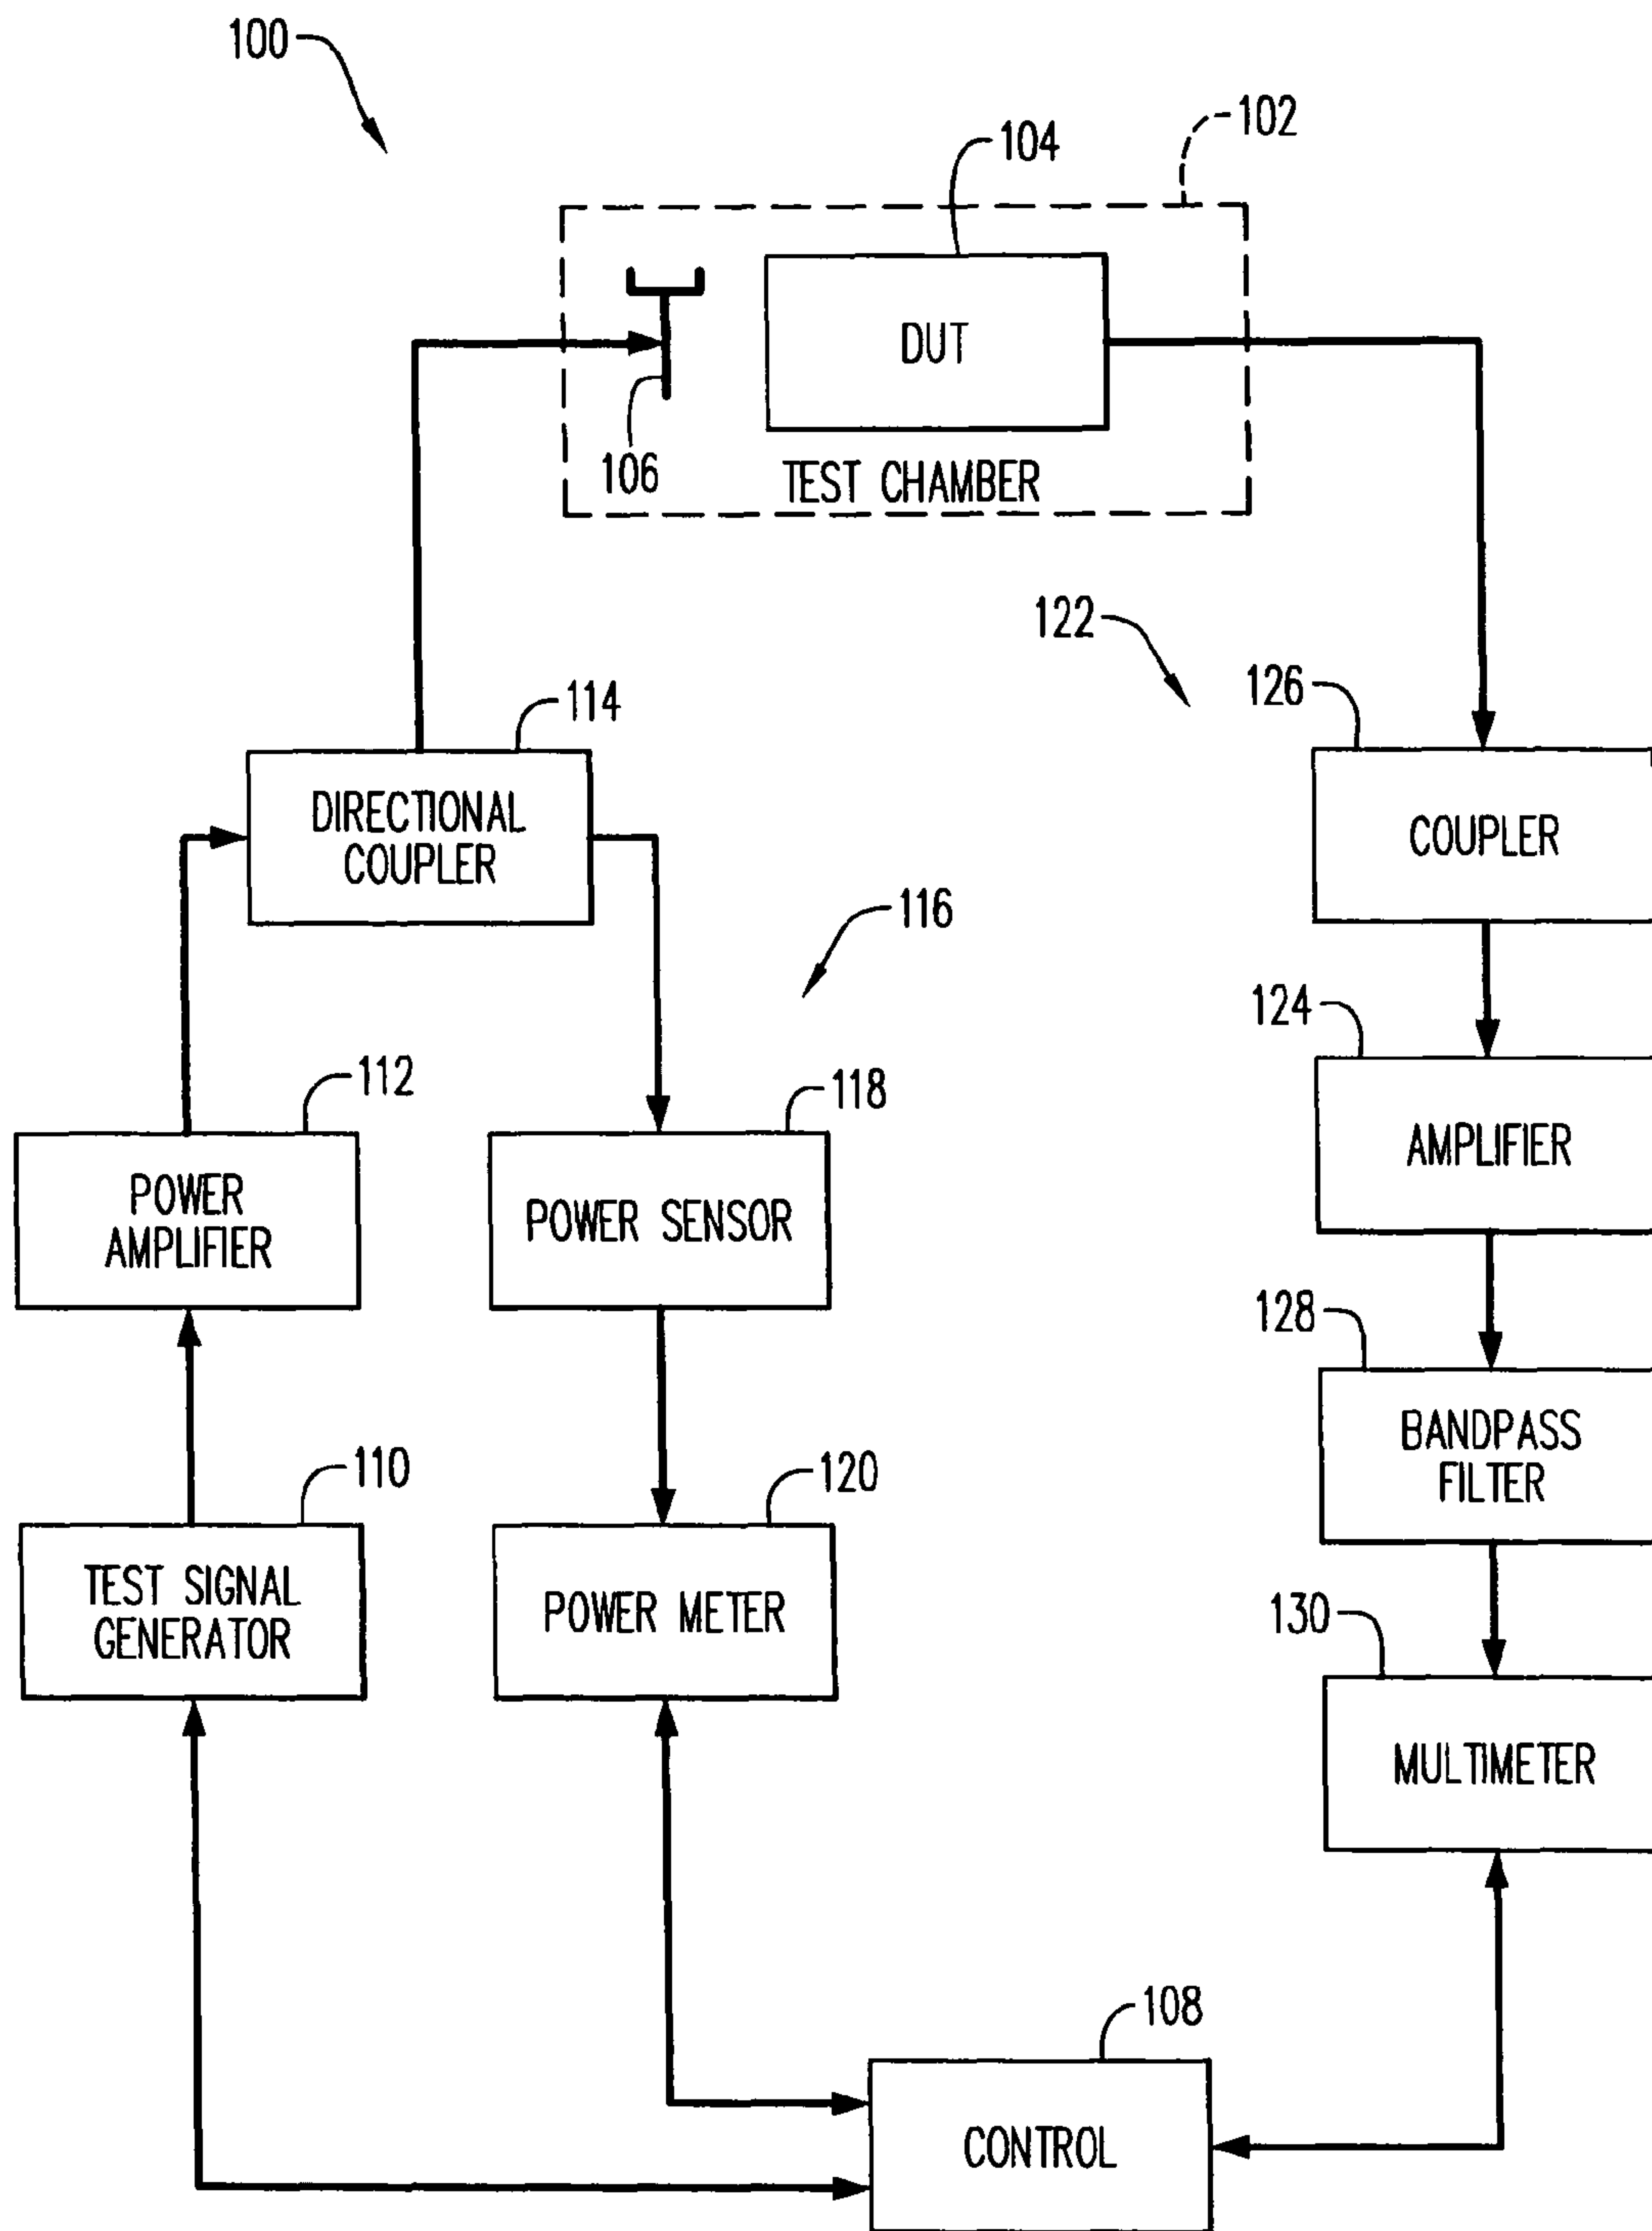 100
102
104
DUT
106
TEST CHAMBER
122
126
114
DIRECTIONAL
COUPLER
COUPLER
116
124
112
118
AMPLIFIER
POWER
AMPLIFIER
POWER SENSOR
128
BANDPASS
FILTER
110
120
TEST SIGNAL
GENERATOR
POWER METER
130
MULTIMETER
108
CONTROL